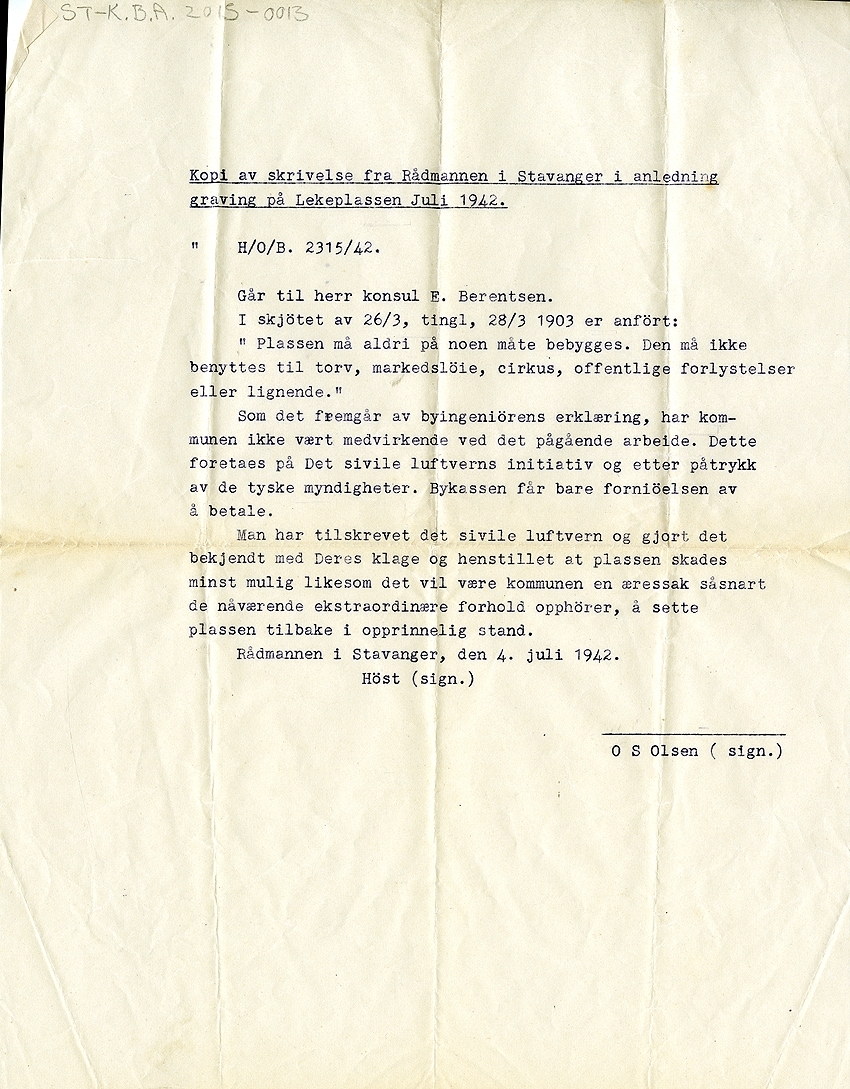 ST-K.B.A. 2015-0013
Kopi av skrivelse fra Rådmannen i Stavanger i anledning
graving på Lekeplassen Juli 1942.
" H/O/B. 2315/42.
Går til herr konsul E. Berentsen.
I skjötet av 26/3, tingl, 28/3 1903 er anfört:
" Plassen må aldri på noen måte bebygges. Den må ikke
benyttes til torv, markedslöie, cirkus, offentlige forlystelser
eller lignende."
Som det fremgår av byingeniörens erklæring, har kom-
munen ikke vært medvirkende ved det pågående arbeide. Dette
foretaes på Det sivile luftverns initiativ og etter påtrykk
av de tyske myndigheter. Bykassen får bare forniöelsen av
å betale.
Man har tilskrevet det sivile luftvern og gjort det
bekjendt med Deres klage og henstillet at plassen skades
minst mulig likesom det vil være kommunen en æressak såsnart
de nåværende ekstraordinære forhold opphörer, å sette
plassen tilbake i opprinnelig stand.
Rådmannen i Stavanger, den 4. juli 1942.
Höst (sign.)
O S Olsen ( sign.)